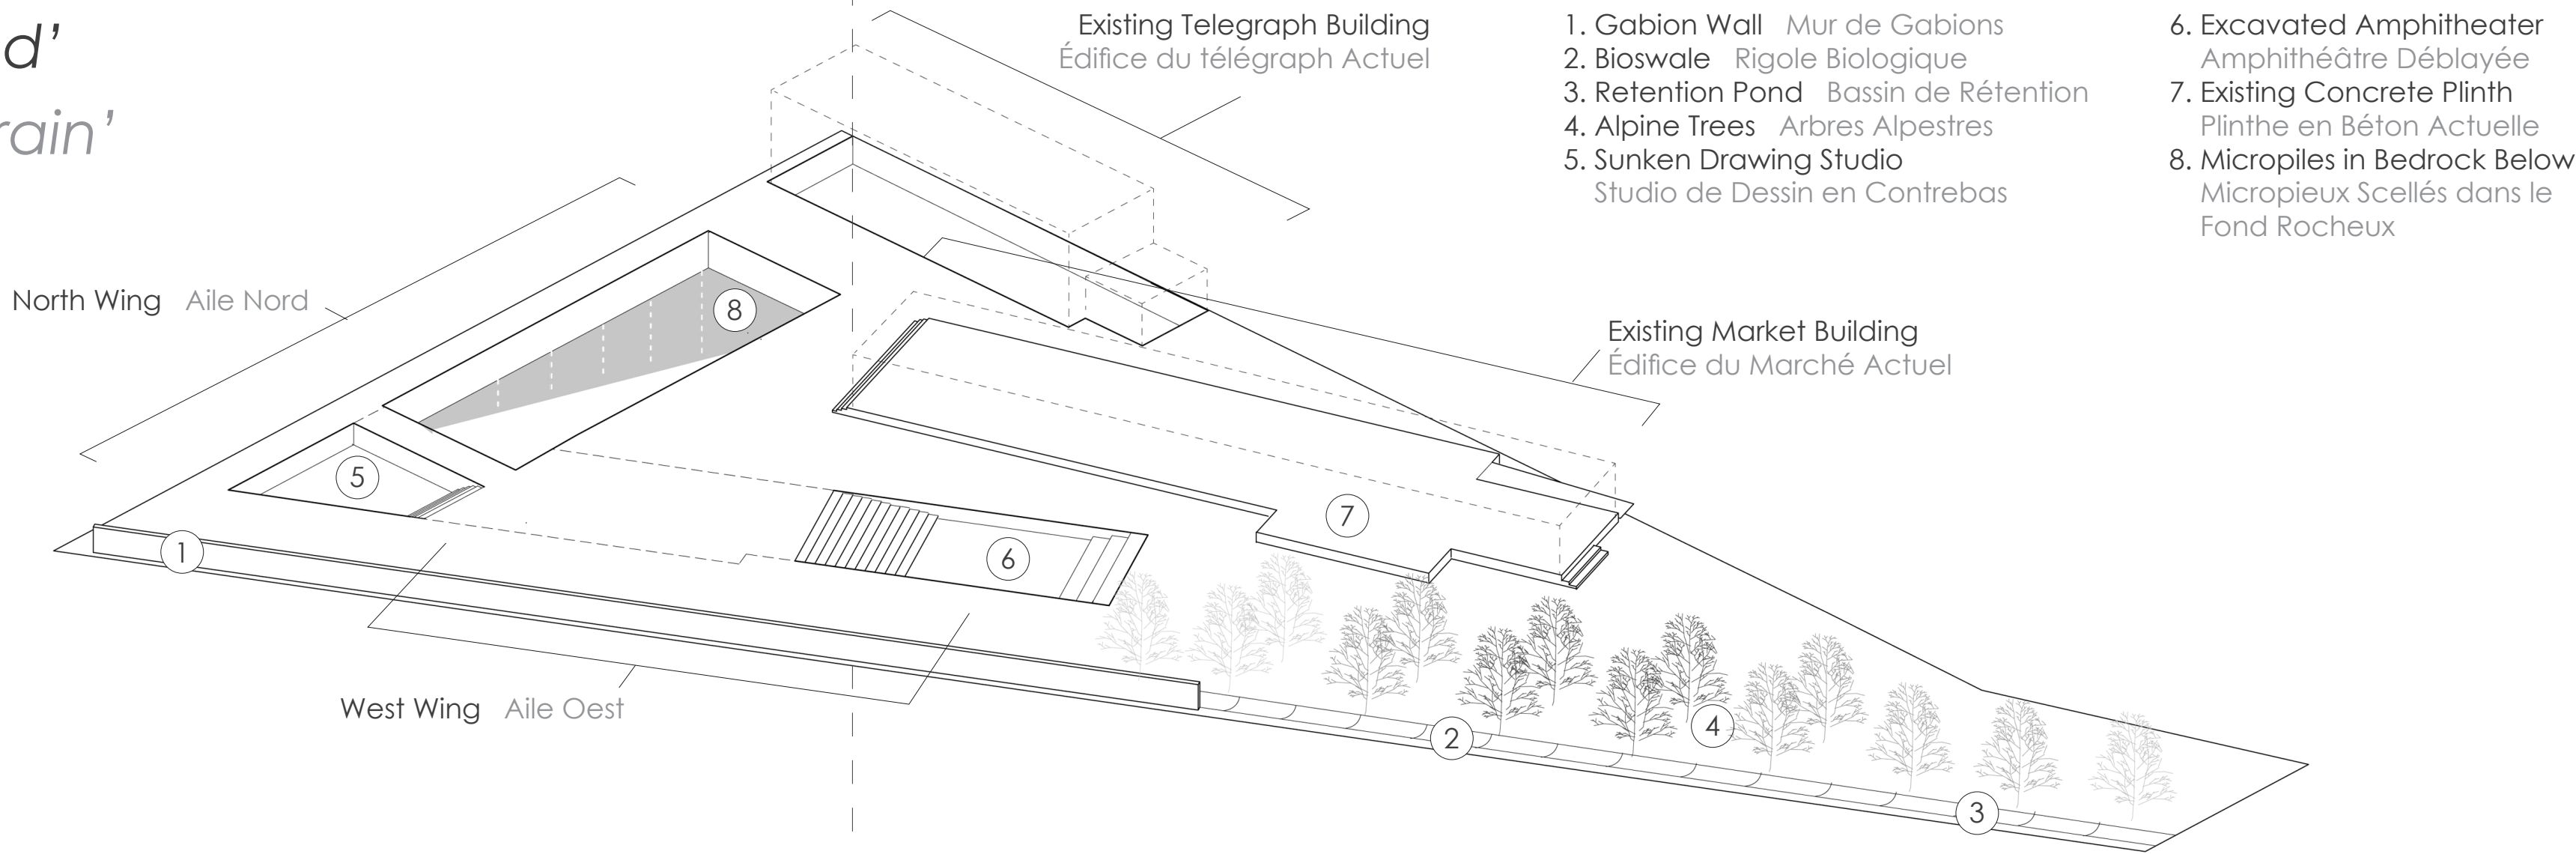 d'
rain'
Existing Telegraph Building
Édifice du télégraph Actuel
1. Gabion Wall Mur de Gabions
2. Bioswale Rigole Biologique
3. Retention Pond Bassin de Rétention
4. Alpine Trees Arbres Alpestres
5. Sunken Drawing Studio
Studio de Dessin en Contrebas
6. Excavated Amphitheater
Amphithéâtre Déblayée
7. Existing Concrete Plinth
Plinthe en Béton Actuelle
8. Micropiles in Bedrock Below
Micropieux Scellés dans le
Fond Rocheux
North Wing Aile Nord
8
Existing Market Building
Édifice du Marché Actuel
5
7
1
6
West Wing Aile Oest
2
4
3